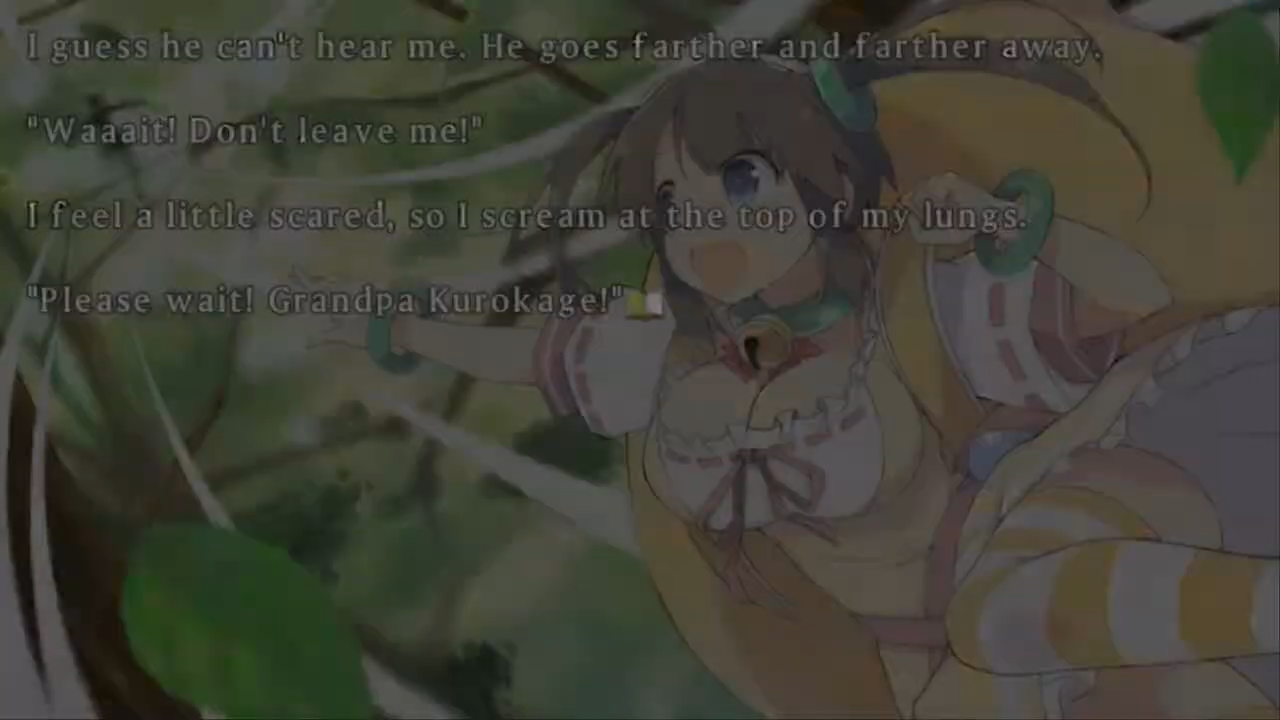 I guess he can't hear me. He goes farther and farther away.
"Waaait! Don't leave me!"
I feel a little scared, so I scream at the top of my lungs.
"Please wait! Grandpa Kurokage!"